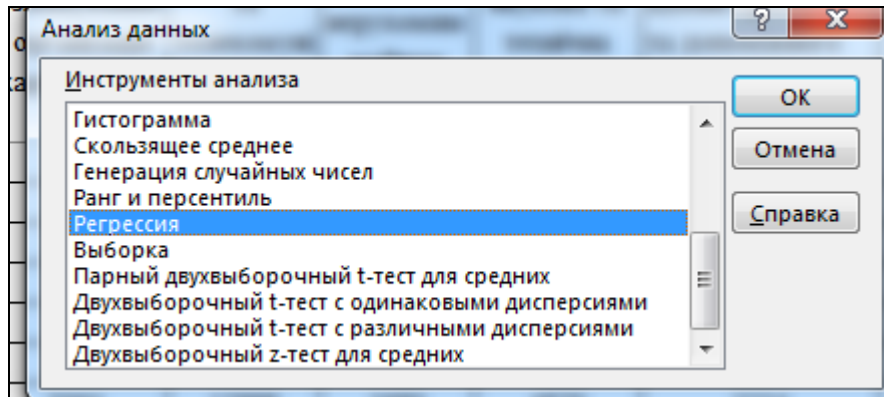 Анализ данных
Инструменты анализа
Гистограмма
Скользящее среднее
Генерация случайных чисел
Ранг и персентиль
Регрессия
Выборка
Парный двухвыборочный t-тест для средних
Двухвыборочный t-тест с одинаковыми дисперсиями
Двухвыборочный t-тест с различными дисперсиями
Двухвыборочный z-тест для средних
ОК
Отмена
Справка